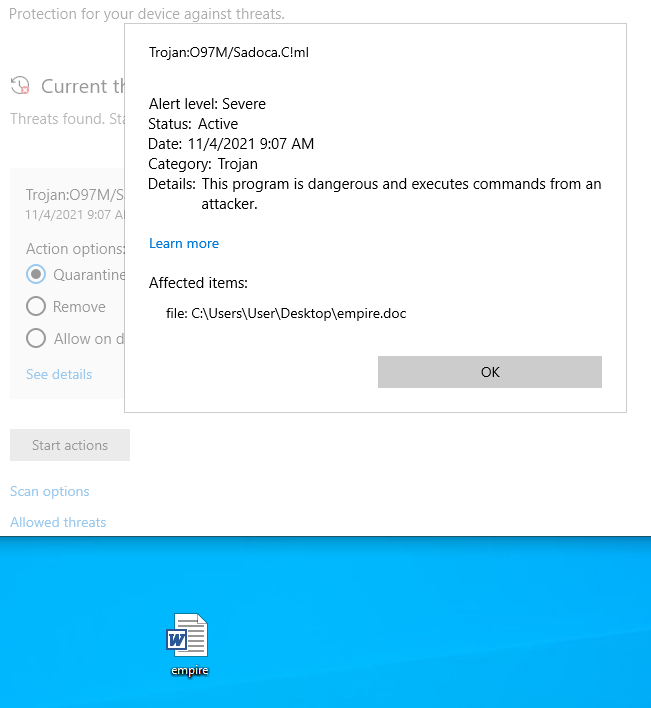 Protection for your device against threats.
Trojan:O97M/Sadoca.C!ml
Current th
Alert level: Severe
Threats found. Sta
Status: Active
Date: 11/4/2021 9:07 AM
Category: Trojan
Details: This program is dangerous and executes commands from an
attacker.
Trojan:O97M/S
11/4/2021 9:07 A
Learn more
Action options:
Quarantine
Affected items:
Remove
file: C:\Users\User\Desktop\empire.doc
Allow on d
See details
OK
Start actions
Scan options
Allowed threats
W
empire